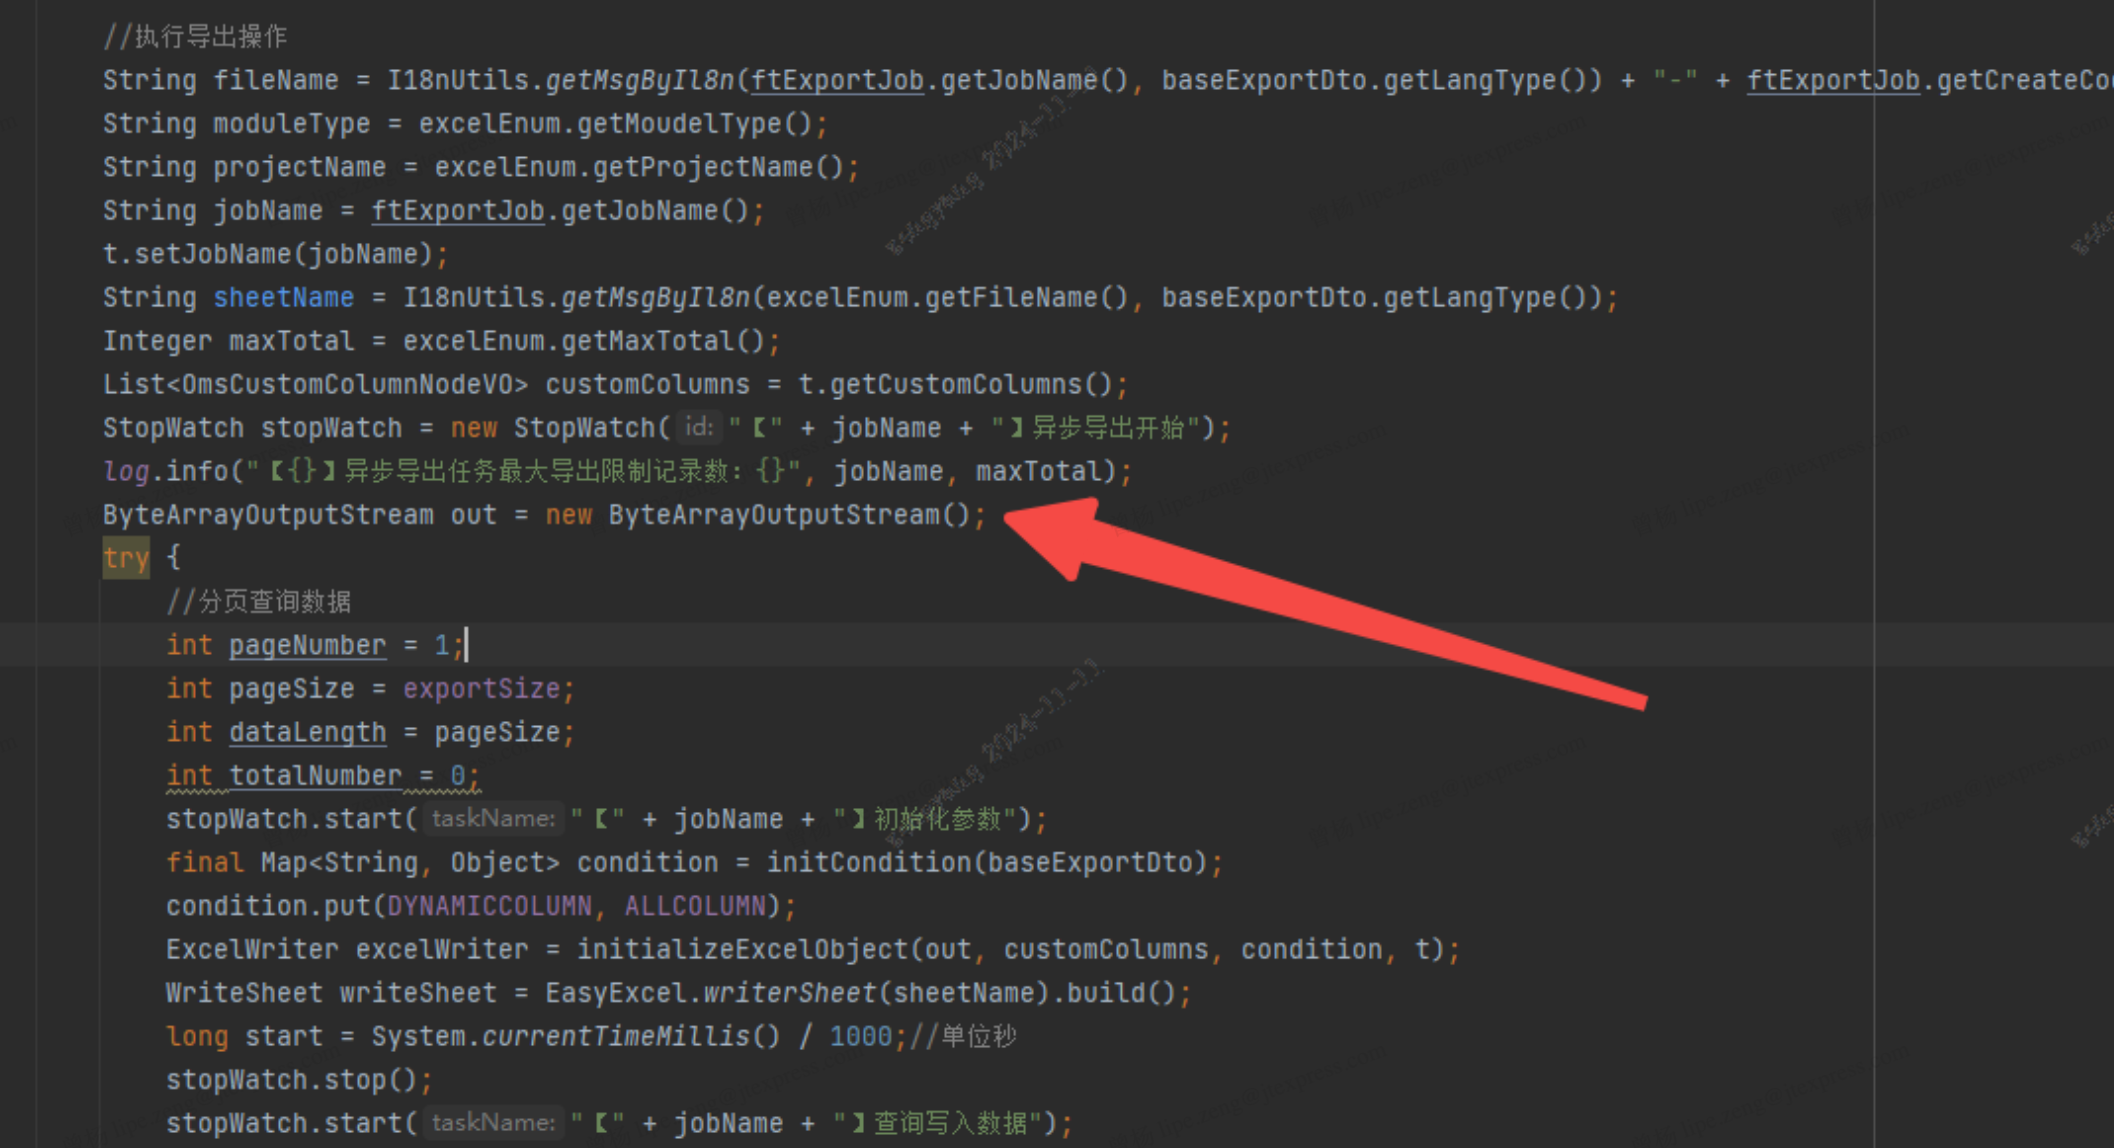 //执行导出操作
String fileName = I18nUtils.getMsgByIl8n(ftExportJob.getJobName(), baseExportDto.getLangType()) + "-" + ftExportJob.getCreateCo
String moduleType = excelEnum.getMoudelType();
String projectName = excelEnum.getProjectName();
String jobName = ftExportJob.getJobName();
t.setJobName(jobName);
String sheetName = I18nUtils.getMsgByIl8n(excelEnum.getFileName(), baseExportDto.getLangType());
Integer maxTotal = excelEnum.getMaxTotal();
List<OmsCustomColumnNodeVO> customColumns = t.getCustomColumns();
StopWatch stopWatch = new StopWatch( id: "【" + jobName + "】异步导出开始");
log.info("【{}】异步导出任务最大导出限制记录数：{}", jobName, maxTotal);
ByteArrayOutputStream out = new ByteArrayOutputStream();
try {
//分页查询数据
int pageNumber = 1;
int pageSize = exportSize;
int dataLength = pageSize;
int totalNumber = 0;
stopWatch.start( taskName: "【" + jobName + "】初始化参数");
final Map<String, Object> condition = initCondition(baseExportDto);
condition.put(DYNAMICCOLUMN, ALLCOLUMN);
ExcelWriter excelWriter = initializeExcelObject(out, customColumns, condition, t);
WriteSheet writeSheet = EasyExcel.writerSheet(sheetName).build();
long start = System.currentTimeMillis() / 1000;//单位秒
stopWatch.stop();
stopWatch.start( taskName: "【" + jobName + "】查询写入数据");